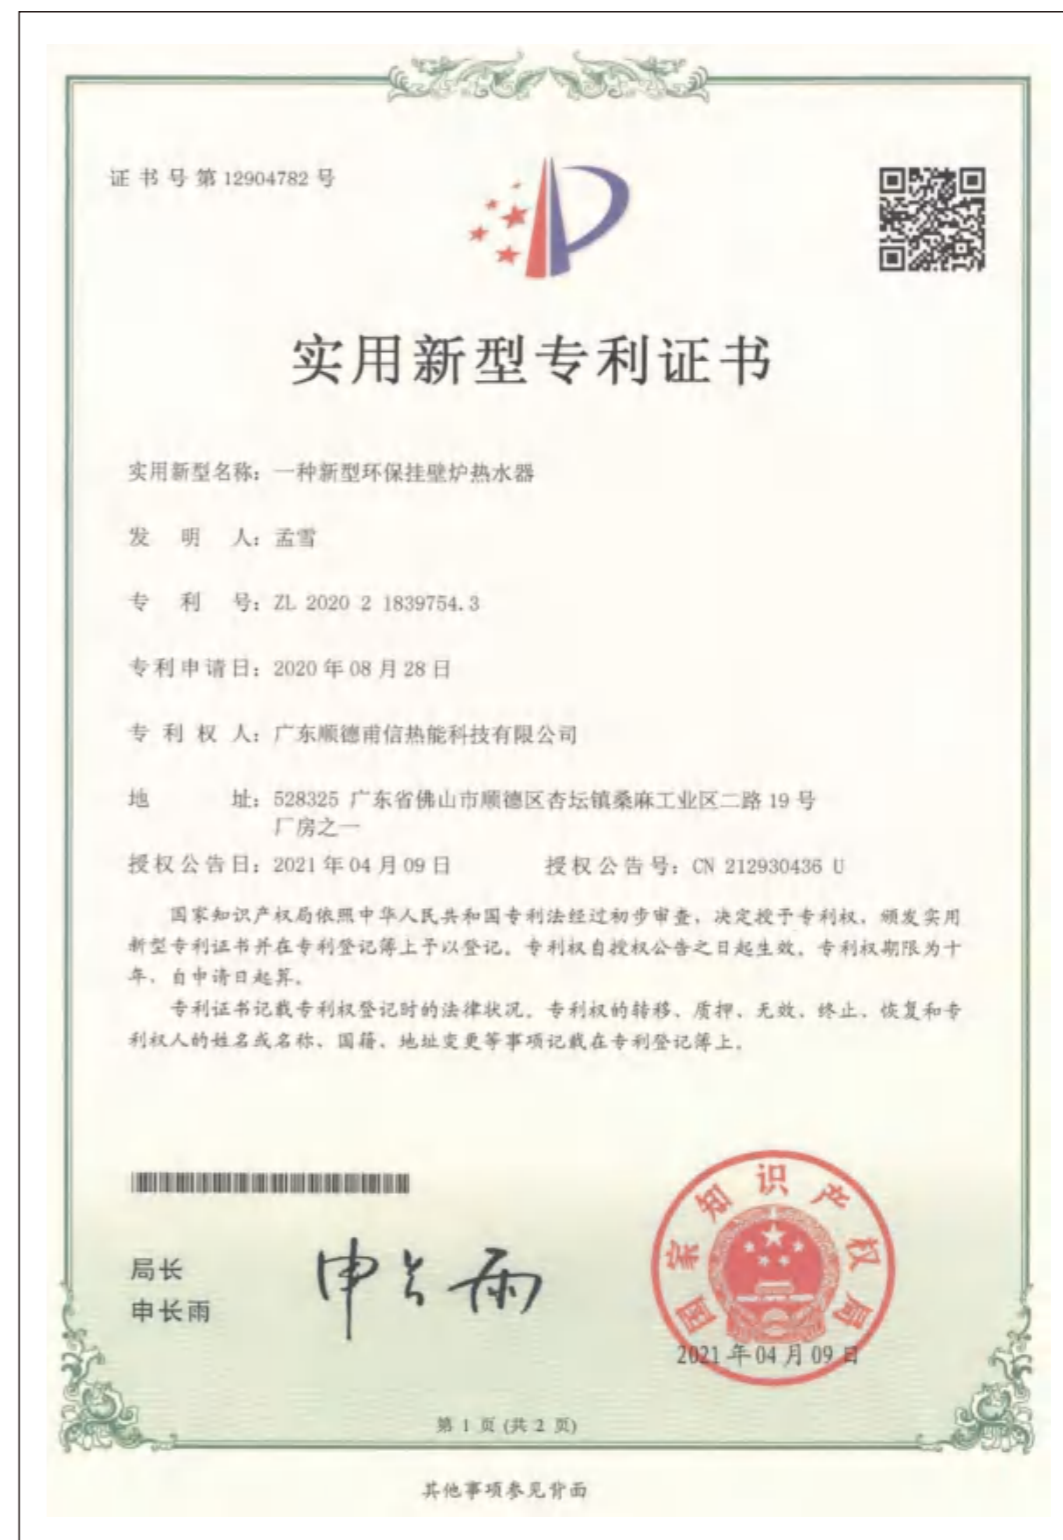 证书号第12904782号
实用新型专利证书
实用新型名称：一种新型环保挂壁炉热水器
发明人：孟雪
专利号：ZL 2020 2 1839754.3
专利申请日：2020年08月28日
专利权人：广东顺德甫信热能科技有限公司
地址：528325 广东省佛山市顺德区杏坛镇桑麻工业区二路19号
厂房之一
授权公告日：2021年04月09日 授权公告号：CN 212930436 U
国家知识产权局依照中华人民共和国专利法经过初步审查，决定授予专利权，颁发实用
新型专利证书并在专利登记簿上予以登记。专利权自授权公告之日起生效。专利权期限为十
年，自申请日起算。
专利证书记载专利权登记时的法律状况。专利权的转移、质押、无效、终止、恢复和专
利权人的姓名或名称、国籍、地址变更等事项记载在专利登记簿上。
局长
申长雨
申长雨
国家知识产权局
2021年04月09日
第 1 页 (共 2 页)
其他事项参见背面